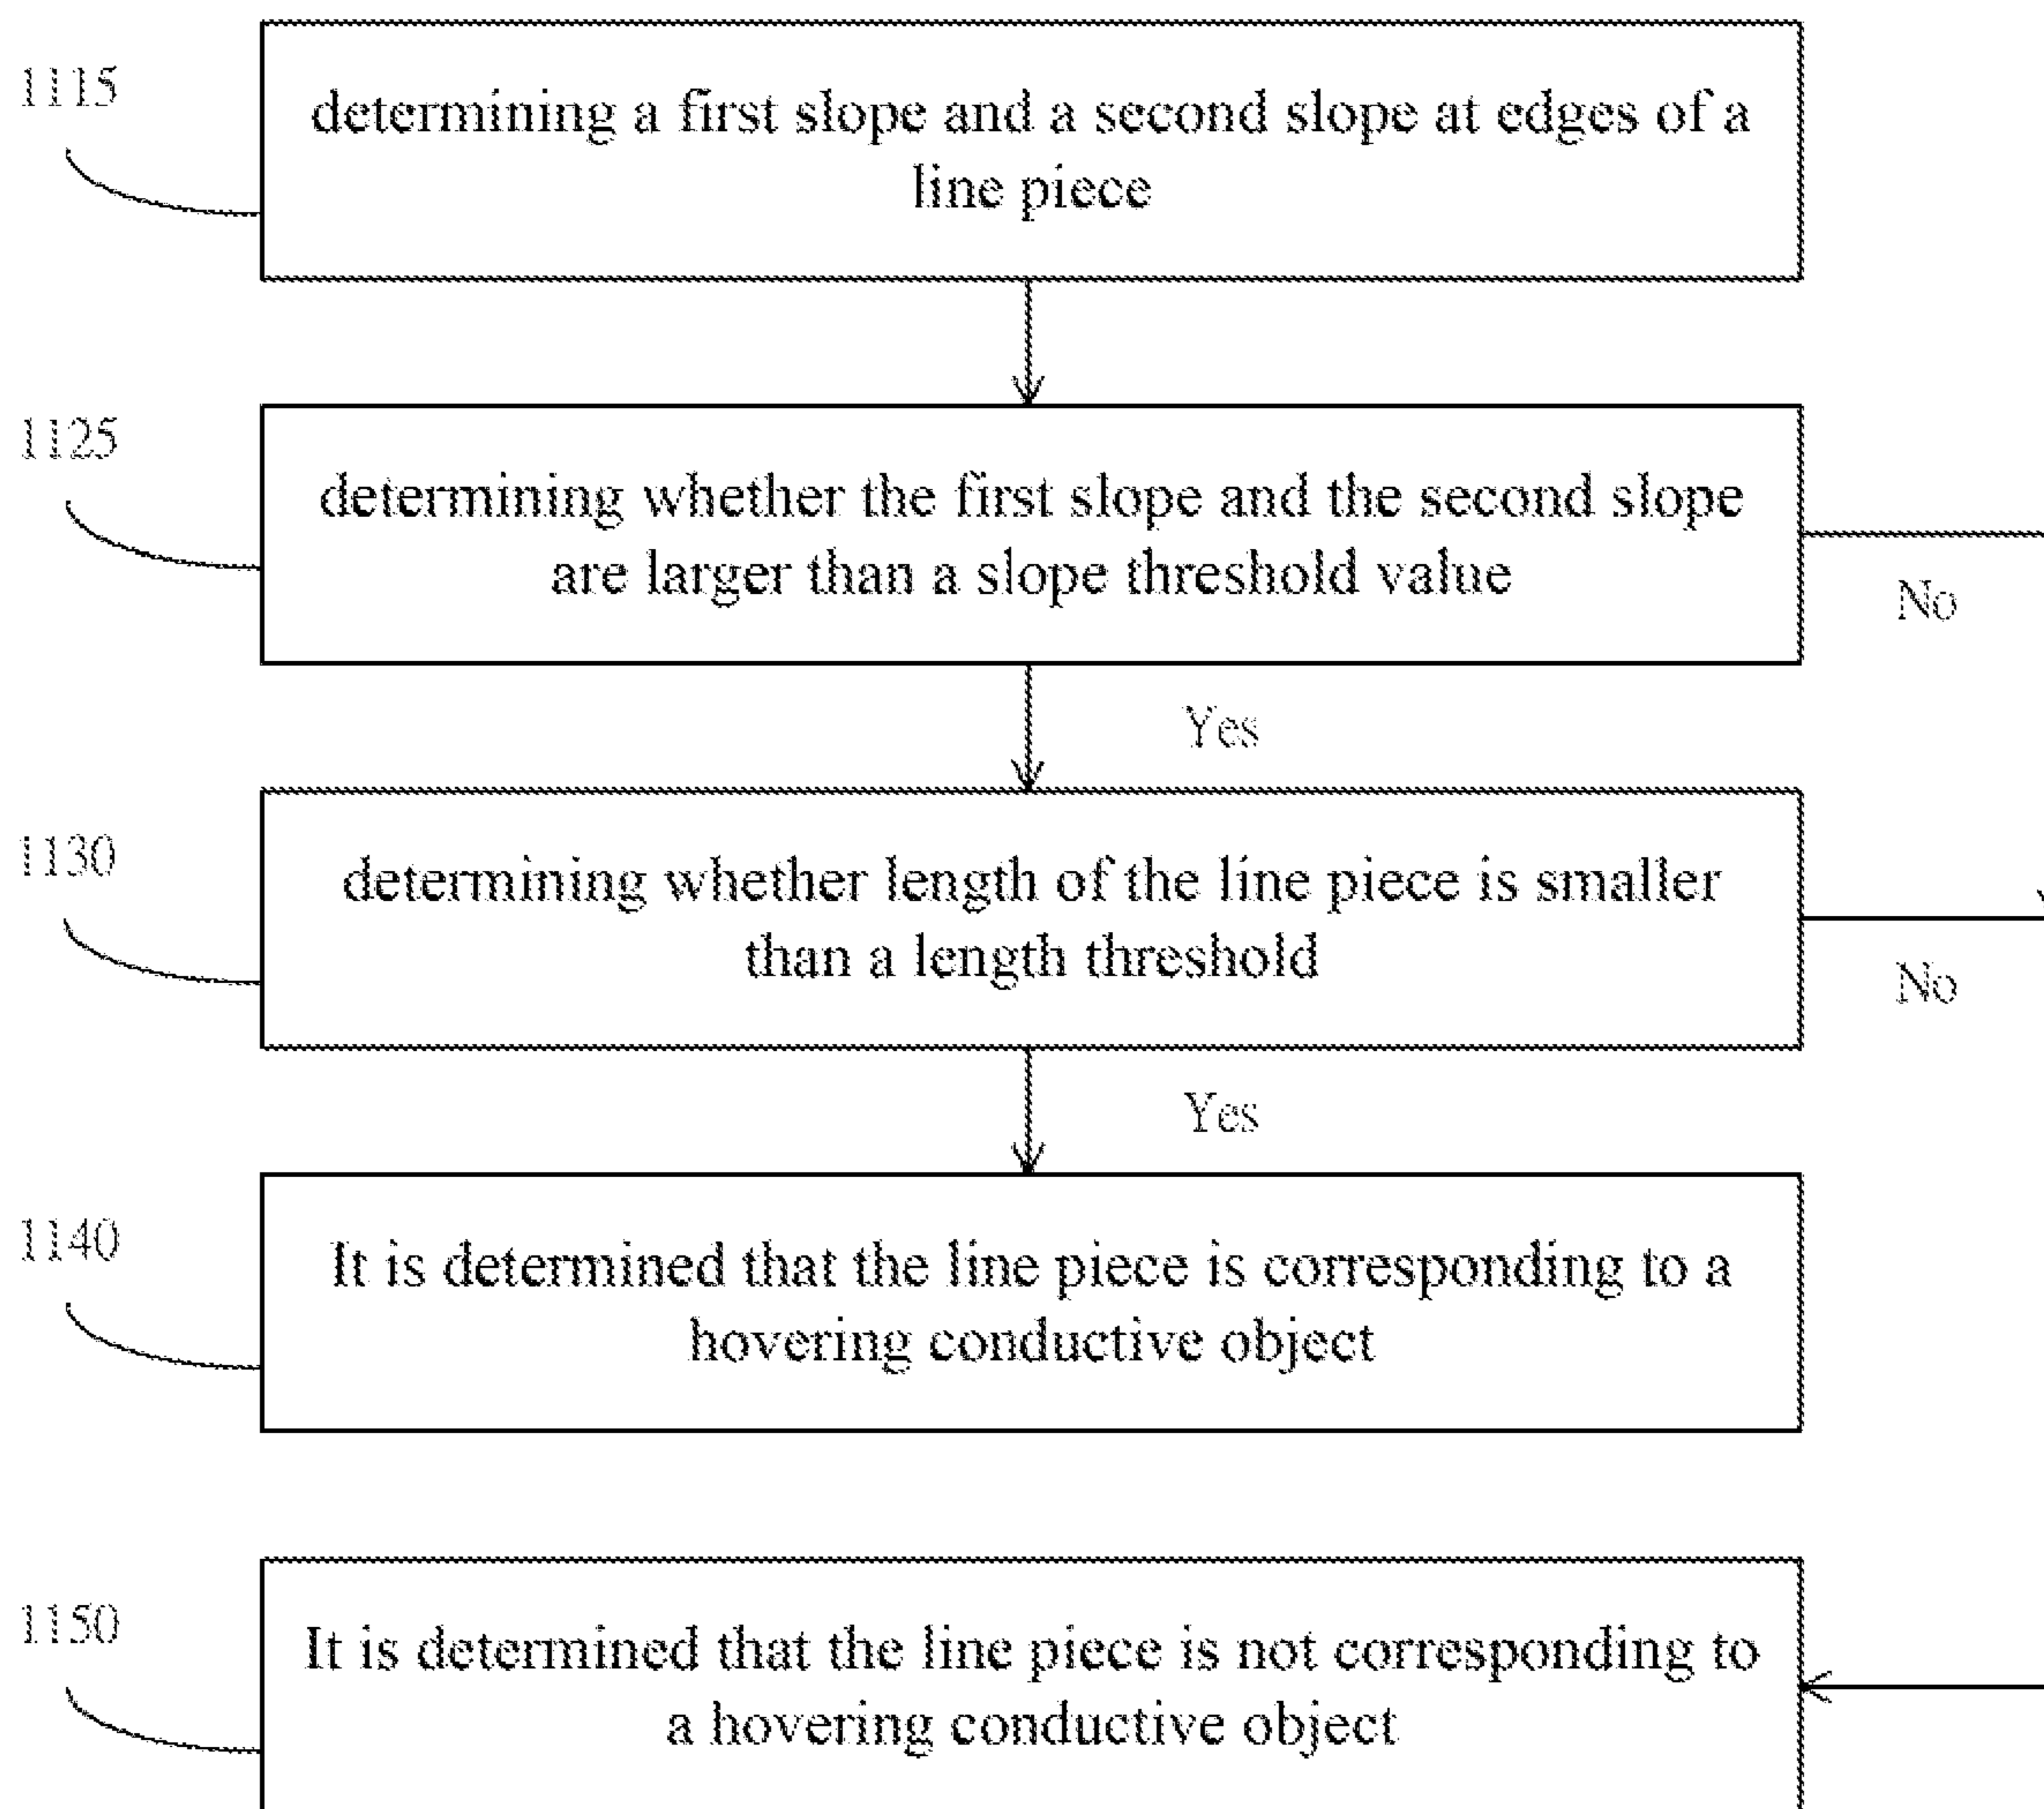 1115
determining a first slope and a second slope at edges of a
line piece
1125
determining whether the first slope and the second slope
are larger than a slope threshold value
No
Yes
1130
determining whether length of the line piece is smaller
than a length threshold
No
Yes
1140
It is determined that the line piece is corresponding to a
hovering conductive object
1150
It is determined that the line piece is not corresponding to
a hovering conductive object